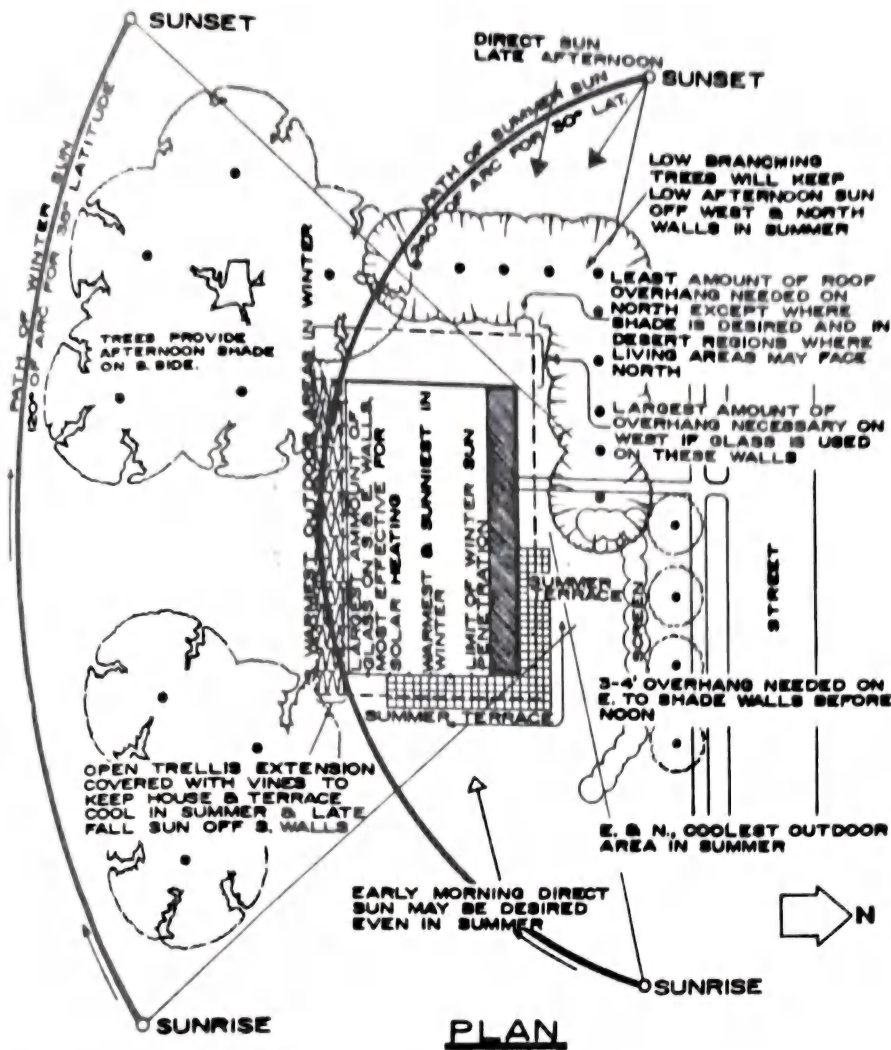 SUNSET
DIRECT SUN
LATE AFTERNOON
SUNSET
PATH OF WINTER SUN
120° OF ARC FOR 30° LATITUDE
PATH OF SUMMER SUN
240° OF ARC FOR 30° LAT.
LOW BRANCHING
TREES WILL KEEP
LOW AFTERNOON SUN
OFF WEST & NORTH
WALLS IN SUMMER
LEAST AMOUNT OF ROOF
OVERHANG NEEDED ON
NORTH EXCEPT WHERE
SHADE IS DESIRED AND IN
DESERT REGIONS WHERE
LIVING AREAS MAY FACE
NORTH
TREES PROVIDE
AFTERNOON SHADE
ON S. SIDE.
LARGEST AMOUNT OF
OVERHANG NECESSARY ON
WEST IF GLASS IS USED
ON THESE WALLS
WARMEST OUTDOOR AREAS IN WINTER
LARGEST AMMOUNT OF
GLASS ON S. & E. WALLS,
MOST EFFECTIVE FOR
SOLAR HEATING
WARMEST & SUNNIEST IN
WINTER
LIMIT OF WINTER SUN
PENETRATION
SUMMER
TERRACE
SCREEN
STREET
SUMMER TERRACE
3-4' OVERHANG NEEDED ON
E. TO SHADE WALLS BEFORE
NOON
OPEN TRELLIS EXTENSION
COVERED WITH VINES TO
KEEP HOUSE & TERRACE
COOL IN SUMMER & LATE
FALL SUN OFF S. WALLS
E. & N., COOLEST OUTDOOR
AREA IN SUMMER
EARLY MORNING DIRECT
SUN MAY BE DESIRED
EVEN IN SUMMER
N
SUNRISE
SUNRISE
PLAN